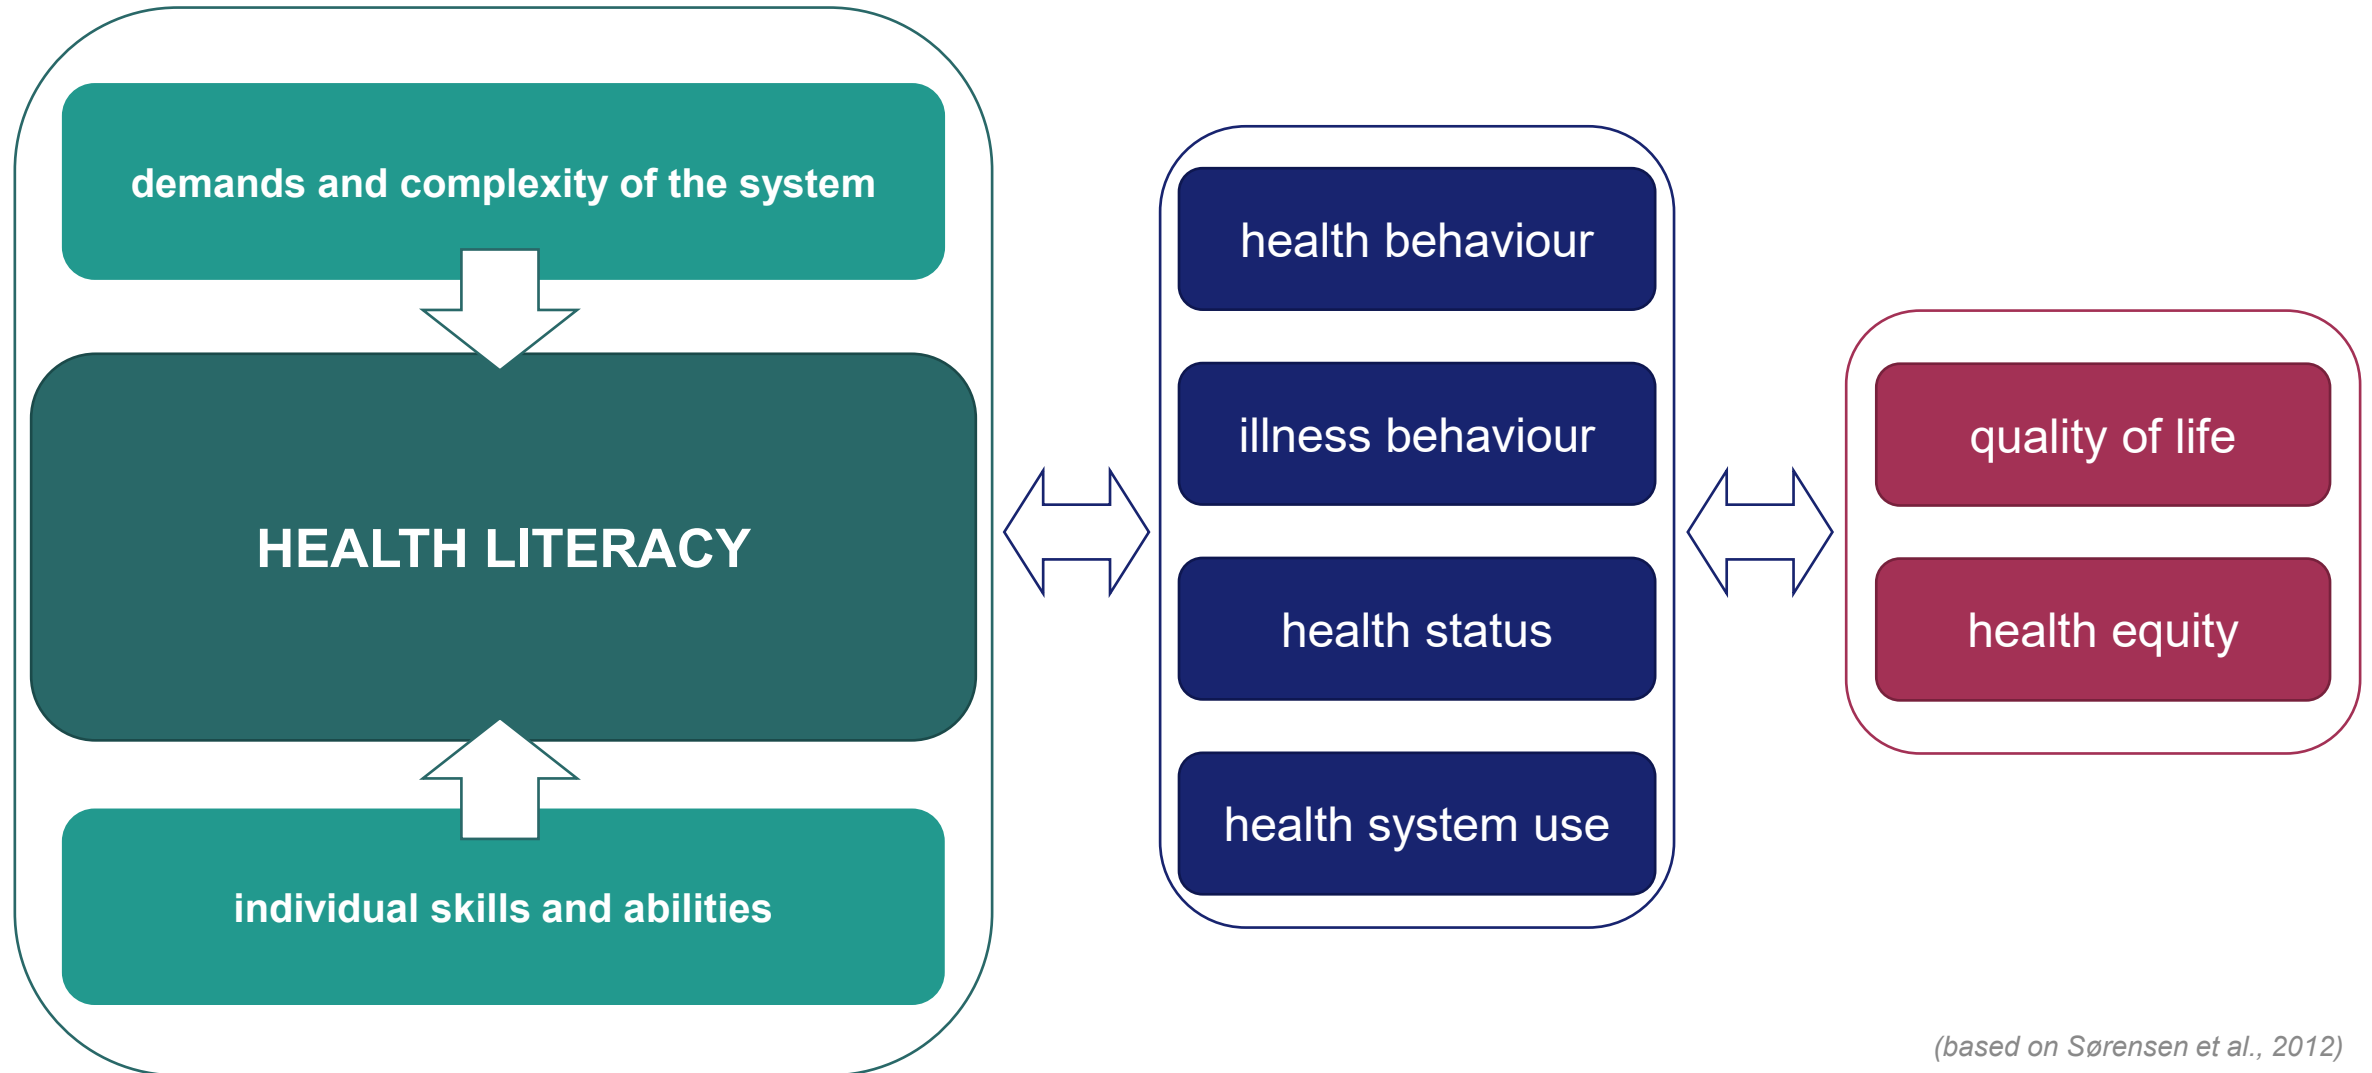 demands and complexity of the system
HEALTH LITERACY
individual skills and abilities
health behaviour
illness behaviour
health status
health system use
quality of life
health equity
(based on Sørensen et al., 2012)